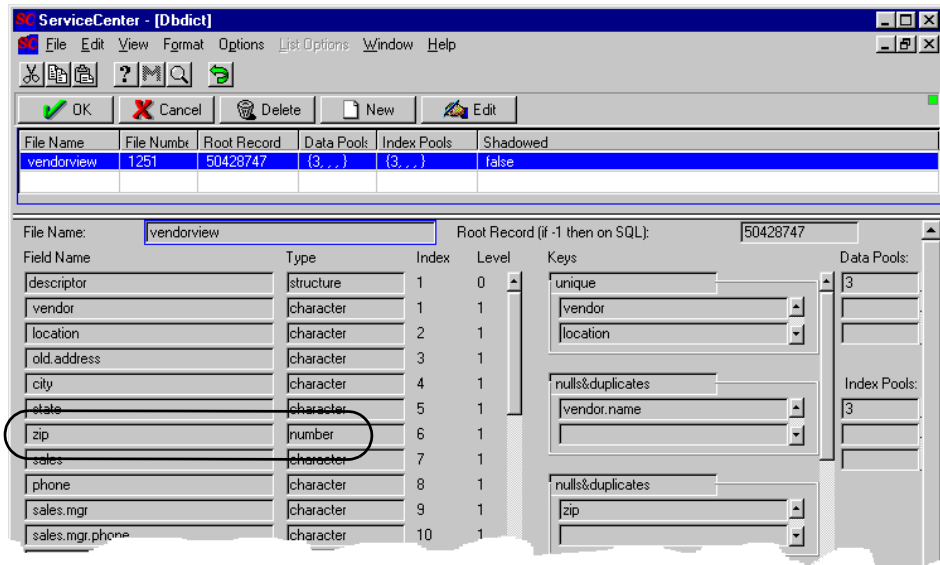 SC ServiceCenter - [Dbdict]
SC File Edit View Format Options List Options Window Help
? M
OK Cancel Delete New Edit
File Name File Numbe Root Record Data Pools Index Pools Shadowed
vendorview 1251 50428747 {3, , , } {3, , , } false
File Name: vendorview Root Record (if -1 then on SQL): 50428747
Field Name Type Index Level Keys Data Pools:
descriptor structure 1 0 unique 3
vendor character 1 1 vendor
location character 2 1 location
old.address character 3 1
city character 4 1 nulls&duplicates Index Pools:
state character 5 1 vendor.name 3
zip number 6 1
sales character 7 1
phone character 8 1 nulls&duplicates
sales.mgr character 9 1 zip
sales.mgr.phone character 10 1